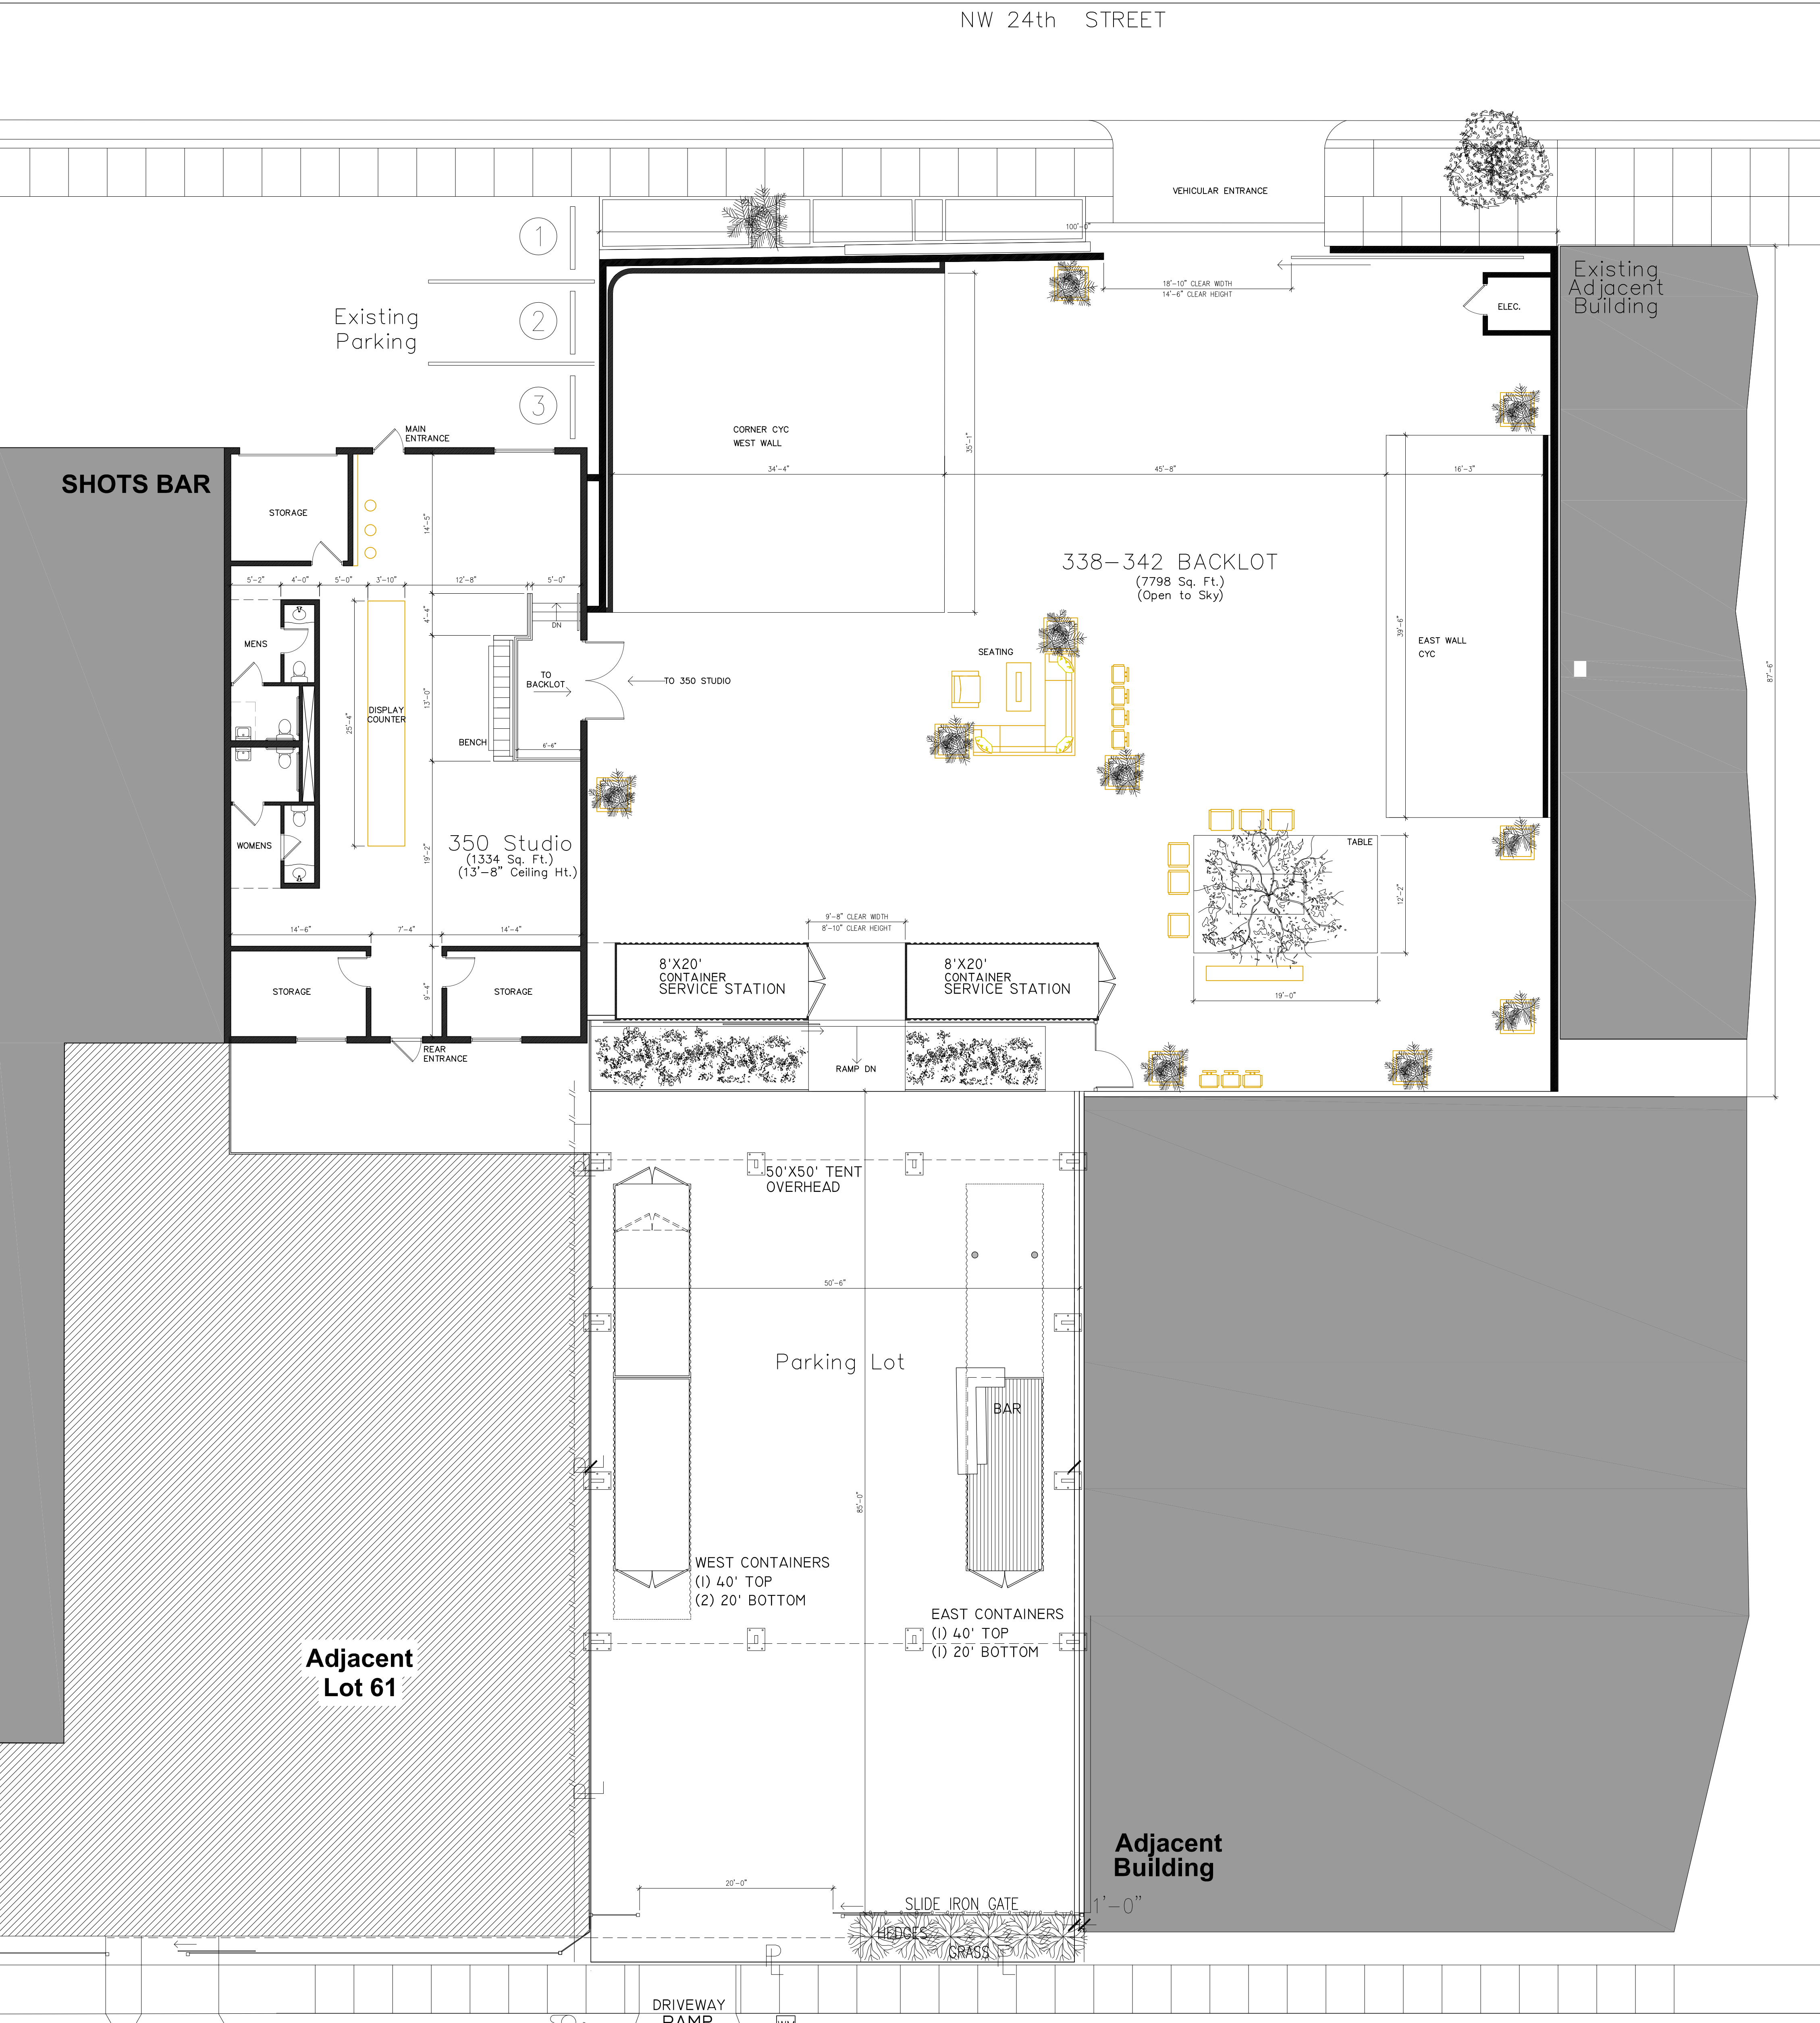 NW 24th STREET
VEHICULAR ENTRANCE
100'-0"
1
2
3
Existing
Parking
18'-10" CLEAR WIDTH
14'-6" CLEAR HEIGHT
ELEC.
Existing
Adjacent
Building
MAIN
ENTRANCE
CORNER CYC
WEST WALL
35'-1"
34'-4"
45'-8"
16'-3"
SHOTS BAR
STORAGE
14'-5"
338-342 BACKLOT
(7798 Sq. Ft.)
(Open to Sky)
5'-2"
4'-0"
5'-0"
3'-10"
12'-8"
5'-0"
4'-4"
DN
MENS
39'-6"
EAST WALL
CYC
SEATING
87'-6"
TO
BACKLOT
TO 350 STUDIO
13'-0"
DISPLAY
COUNTER
25'-4"
BENCH
6'-6"
WOMENS
19'-2"
350 Studio
(1334 Sq. Ft.)
(13'-8" Ceiling Ht.)
TABLE
12'-2"
9'-8" CLEAR WIDTH
8'-10" CLEAR HEIGHT
14'-6"
7'-4"
14'-4"
8'X20'
CONTAINER
SERVICE STATION
8'X20'
CONTAINER
SERVICE STATION
STORAGE
9'-4"
STORAGE
19'-0"
REAR
ENTRANCE
RAMP DN
50'X50' TENT
OVERHEAD
50'-6"
Parking Lot
BAR
85'-0"
WEST CONTAINERS
(1) 40' TOP
(2) 20' BOTTOM
EAST CONTAINERS
(1) 40' TOP
(1) 20' BOTTOM
Adjacent
Lot 61
Adjacent
Building
20'-0"
SLIDE IRON GATE
1'-0"
HEDGES
GRASS
DRIVEWAY
RAMP
WM